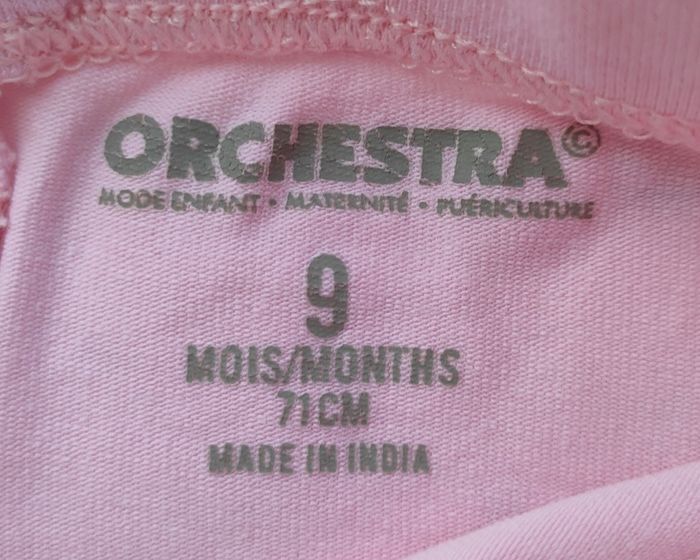 ORCHESTRA©
MODE ENFANT • MATERNITÉ • PUÉRICULTURE
9
MOIS/MONTHS
71CM
MADE IN INDIA